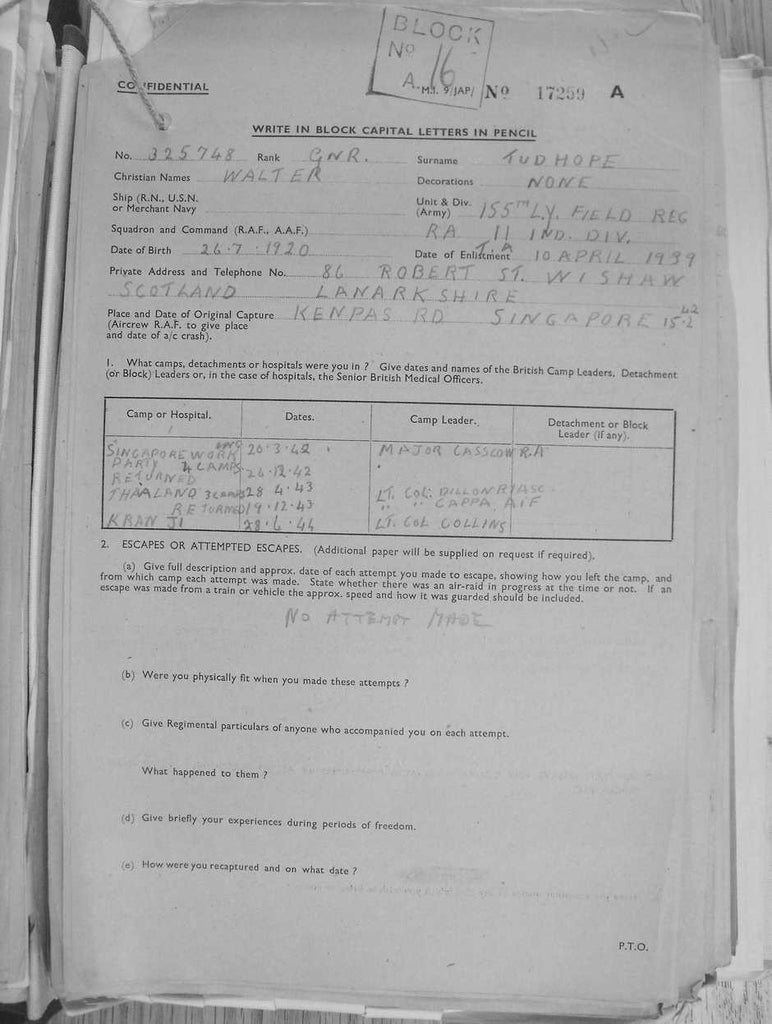 BLOCK
No 16
A.
CONFIDENTIAL
M.I. 9/JAP/ No 17259 A
WRITE IN BLOCK CAPITAL LETTERS IN PENCIL
No. 325748 Rank GNR. Surname TUDHOPE
Christian Names WALTER Decorations NONE
Ship (R.N., U.S.N. or Merchant Navy
Unit & Div. (Army) 155TH L.Y. FIELD REG
Squadron and Command (R.A.F., A.A.F.) RA 11 IND. DIV.
Date of Birth 26.7.1920 Date of Enlistment T.A 10 APRIL 1939
Private Address and Telephone No. 86 ROBERT ST. WISHAW
SCOTLAND LANARKSHIRE
Place and Date of Original Capture KENPAS RD SINGAPORE 15-2 42
(Aircrew R.A.F. to give place
and date of a/c crash).
1. What camps, detachments or hospitals were you in ? Give dates and names of the British Camp Leaders, Detachment
(or Block) Leaders or, in the case of hospitals, the Senior British Medical Officers.
Camp or Hospital. Dates. Camp Leader. Detachment or Block
Leader (if any).
SINGAPORE WORKING 20.3.42 MAJOR CASSCOW R.A
PARTY 4 CAMPS
RETURNED 26.12.42
THAALAND 3 CAMPS 28 4.43 LT. COL. DILLON R/ASC
RETURNED 19.12.43 " " CAPPA, AIF
KRANJI 28.6.44 LT. COL COLLINS
2. ESCAPES OR ATTEMPTED ESCAPES. (Additional paper will be supplied on request if required).
(a) Give full description and approx. date of each attempt you made to escape, showing how you left the camp, and
from which camp each attempt was made. State whether there was an air-raid in progress at the time or not. If an
escape was made from a train or vehicle the approx. speed and how it was guarded should be included.
NO ATTEMPT MADE
(b) Were you physically fit when you made these attempts ?
(c) Give Regimental particulars of anyone who accompanied you on each attempt.
What happened to them ?
(d) Give briefly your experiences during periods of freedom.
(e) How were you recaptured and on what date ?
P.T.O.